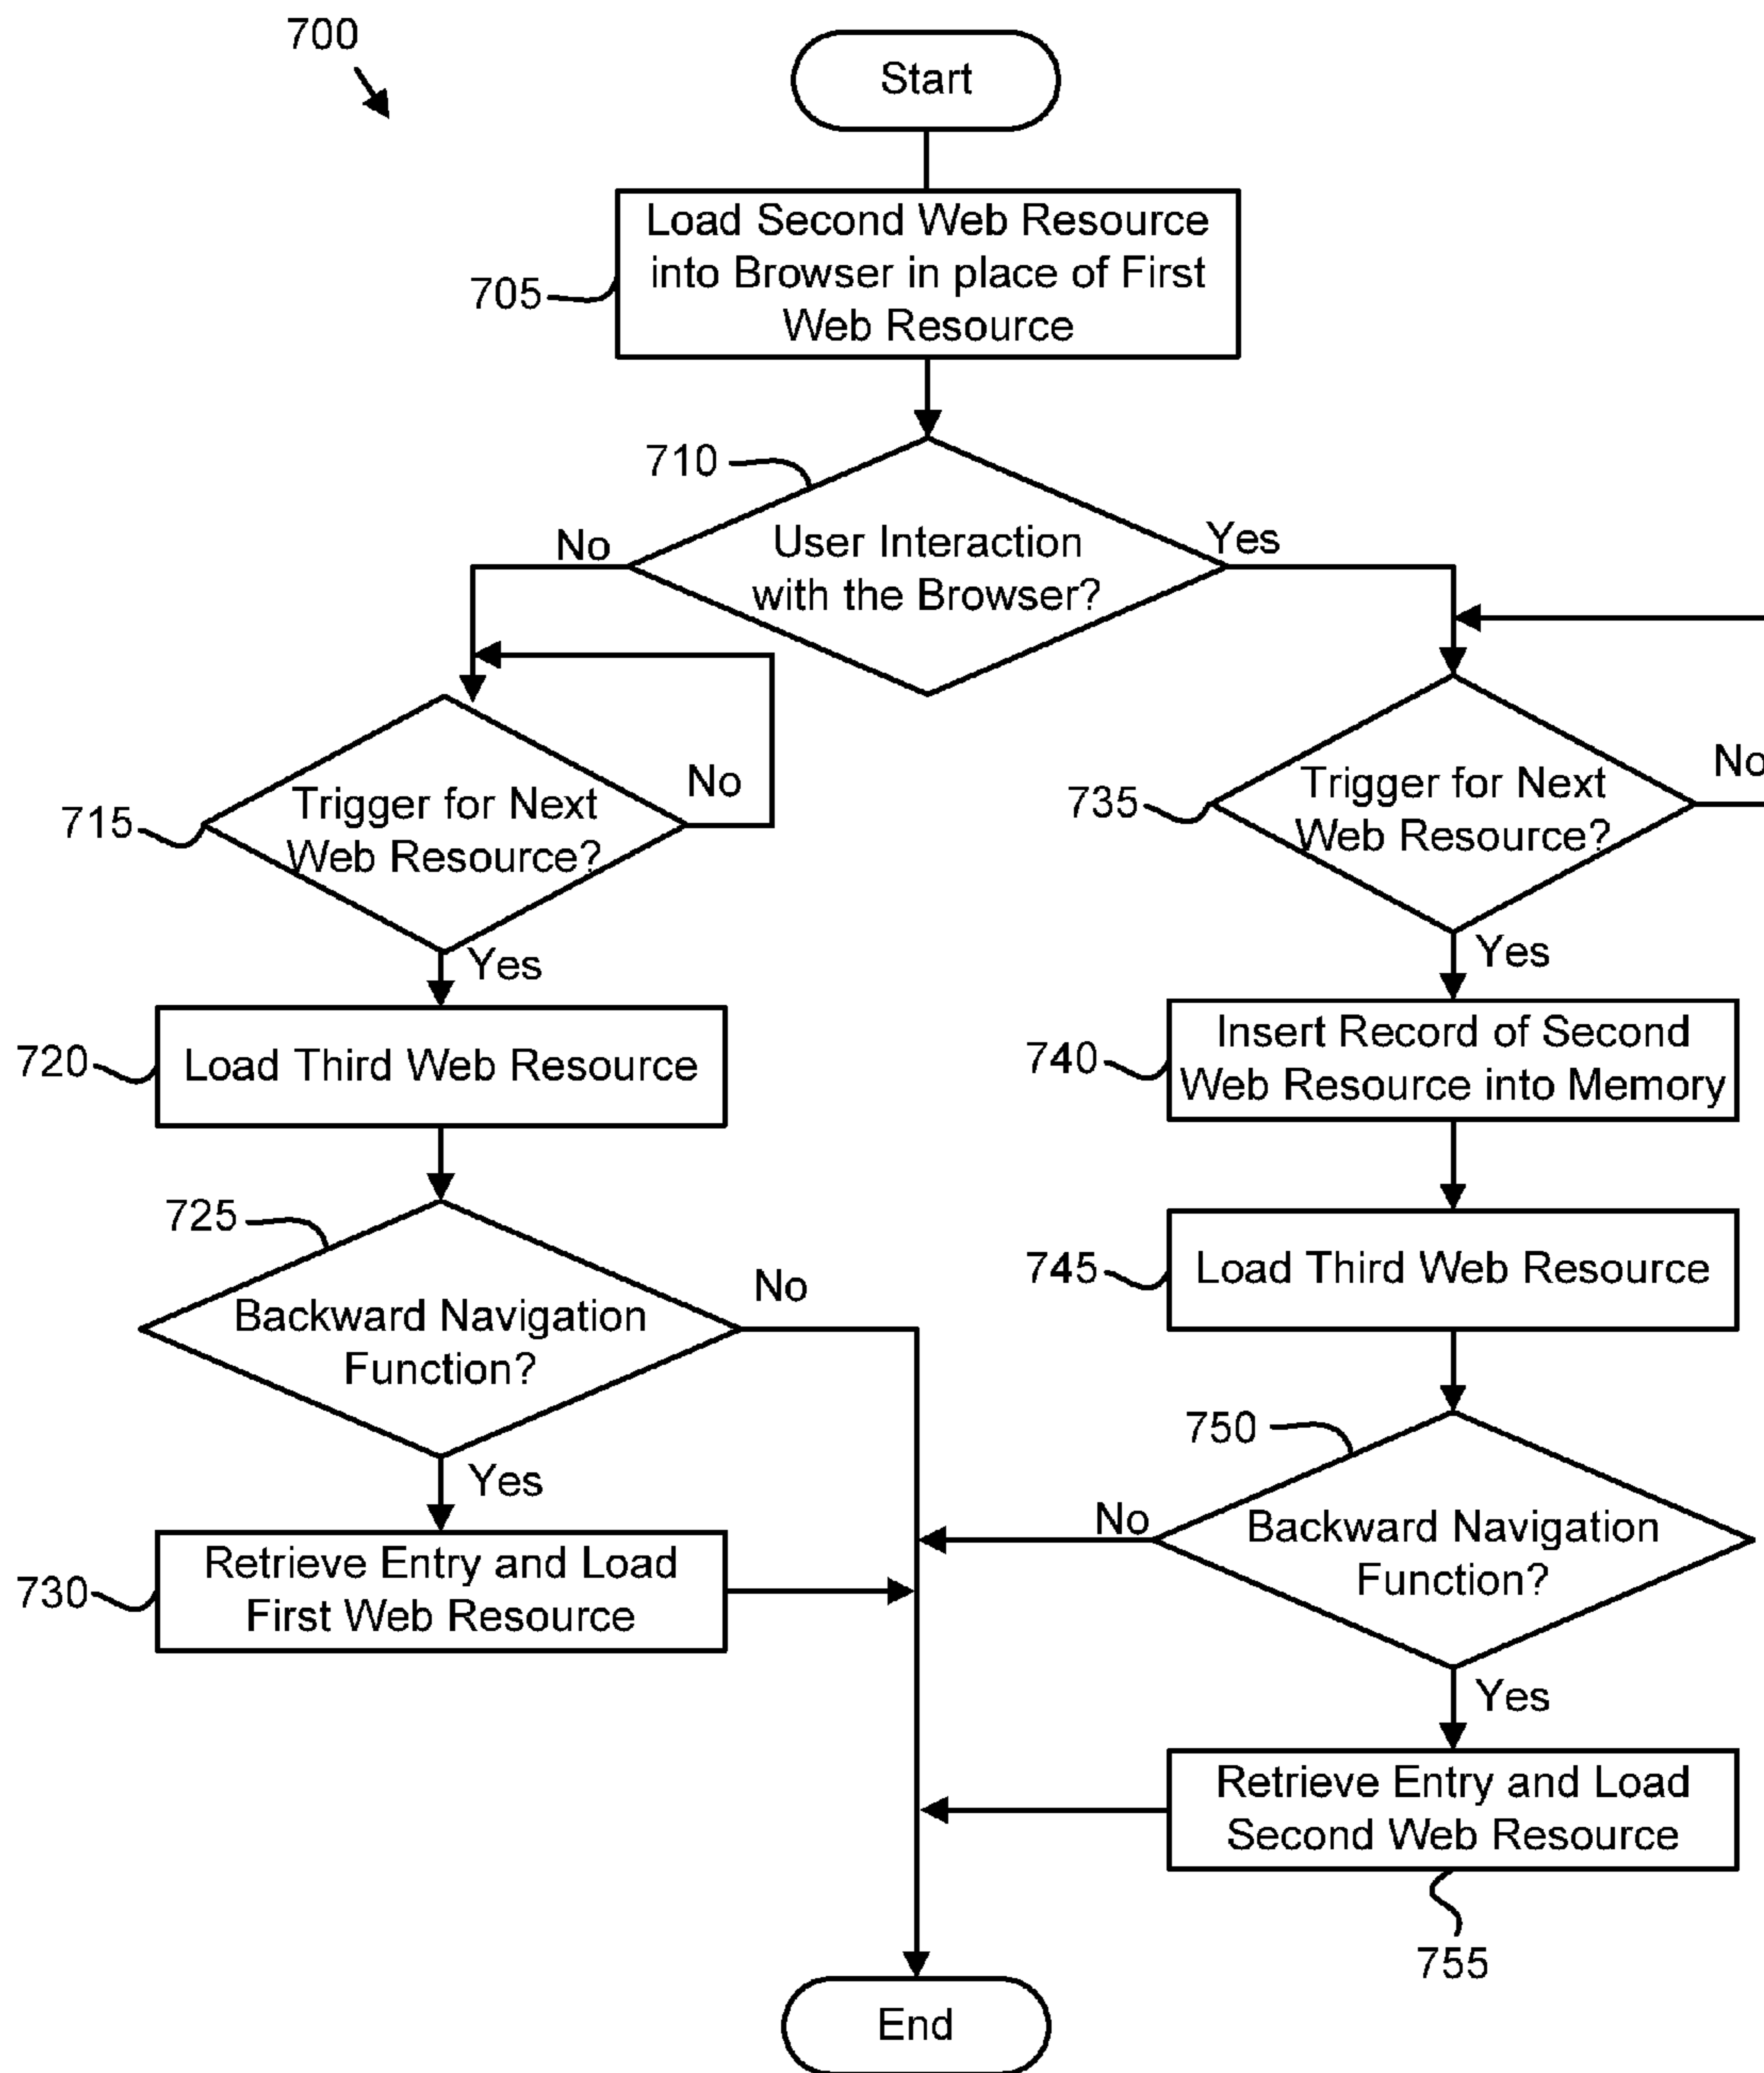 700
Start
Load Second Web Resource
into Browser in place of First
Web Resource
705
710
User Interaction
with the Browser?
No
Yes
Trigger for Next
Web Resource?
715
No
Yes
735
Trigger for Next
Web Resource?
No
Yes
720
Load Third Web Resource
740
Insert Record of Second
Web Resource into Memory
725
Backward Navigation
Function?
No
Yes
745
Load Third Web Resource
750
Backward Navigation
Function?
No
Yes
730
Retrieve Entry and Load
First Web Resource
Retrieve Entry and Load
Second Web Resource
755
End